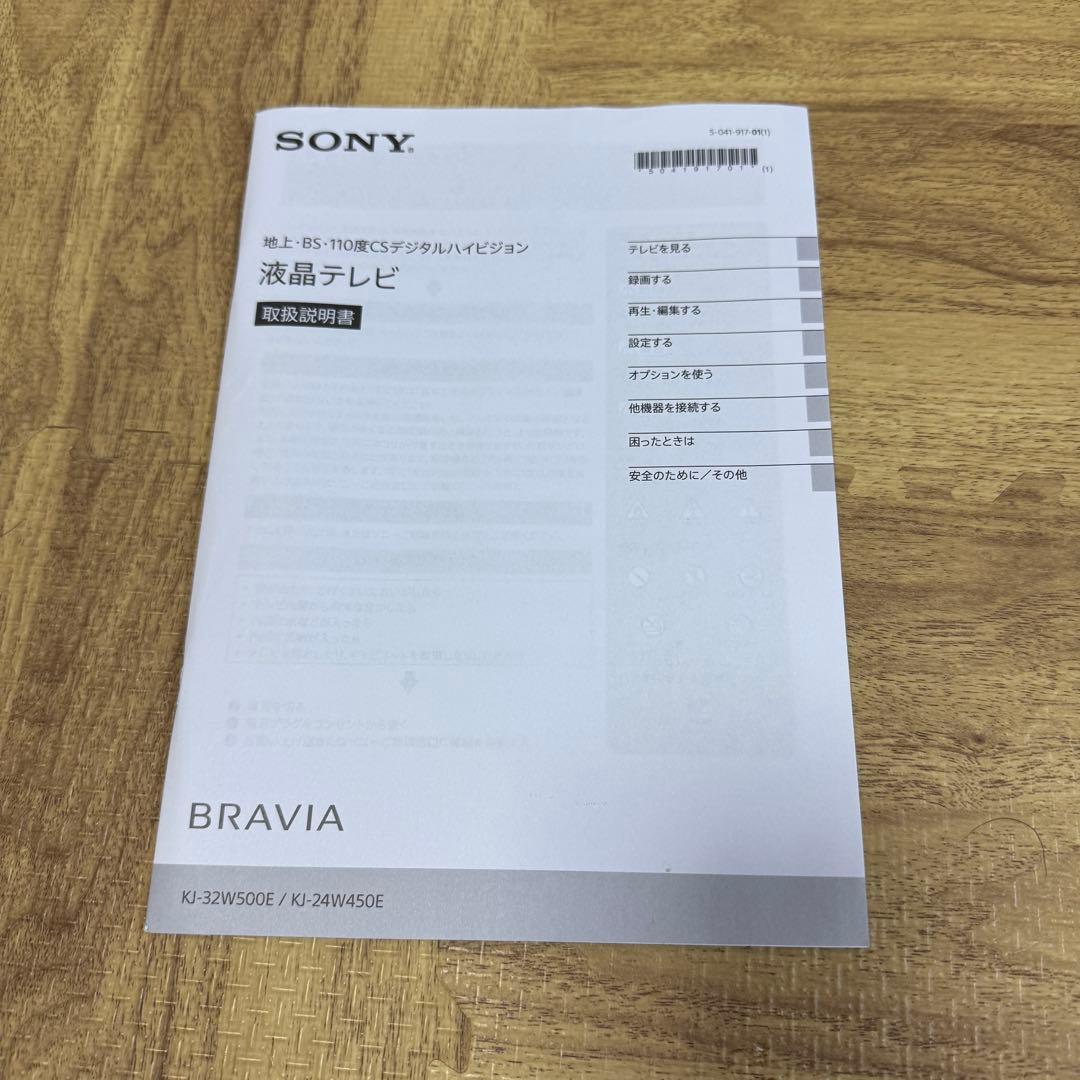 SONY®
5-041-917-01(1)
*504191701* (1)
地上・BS・110度CSデジタルハイビジョン
液晶テレビ
取扱説明書
テレビを見る
録画する
再生・編集する
設定する
オプションを使う
他機器を接続する
困ったときは
安全のために／その他
BRAVIA
KJ-32W500E / KJ-24W450E